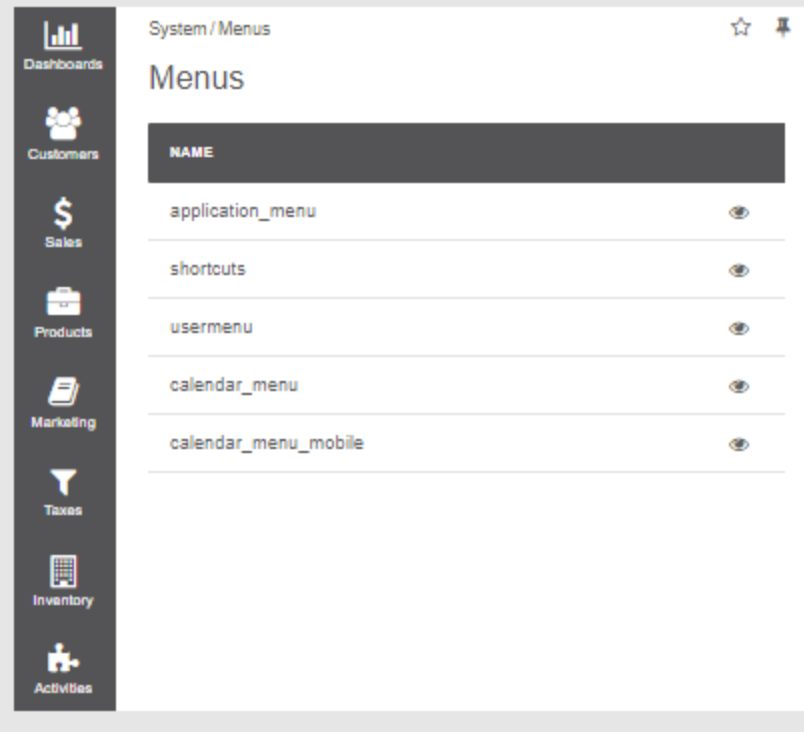 Dashboards
Customers
Sales
Products
Marketing
Taxes
Inventory
Activities
System / Menus
Menus
NAME
application_menu
shortcuts
usermenu
calendar_menu
calendar_menu_mobile